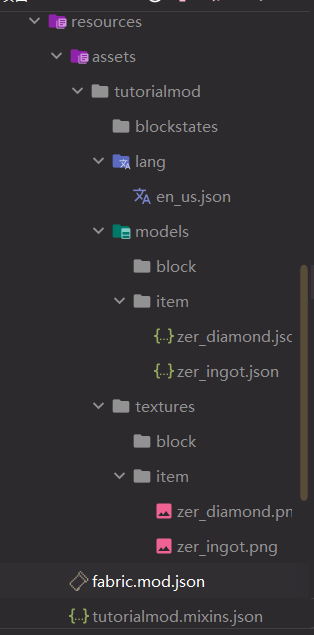 resources
assets
tutorialmod
blockstates
lang
en_us.json
models
block
item
zer_diamond.jsc
zer_ingot.json
textures
block
item
zer_diamond.pn
zer_ingot.png
fabric.mod.json
tutorialmod.mixins.json